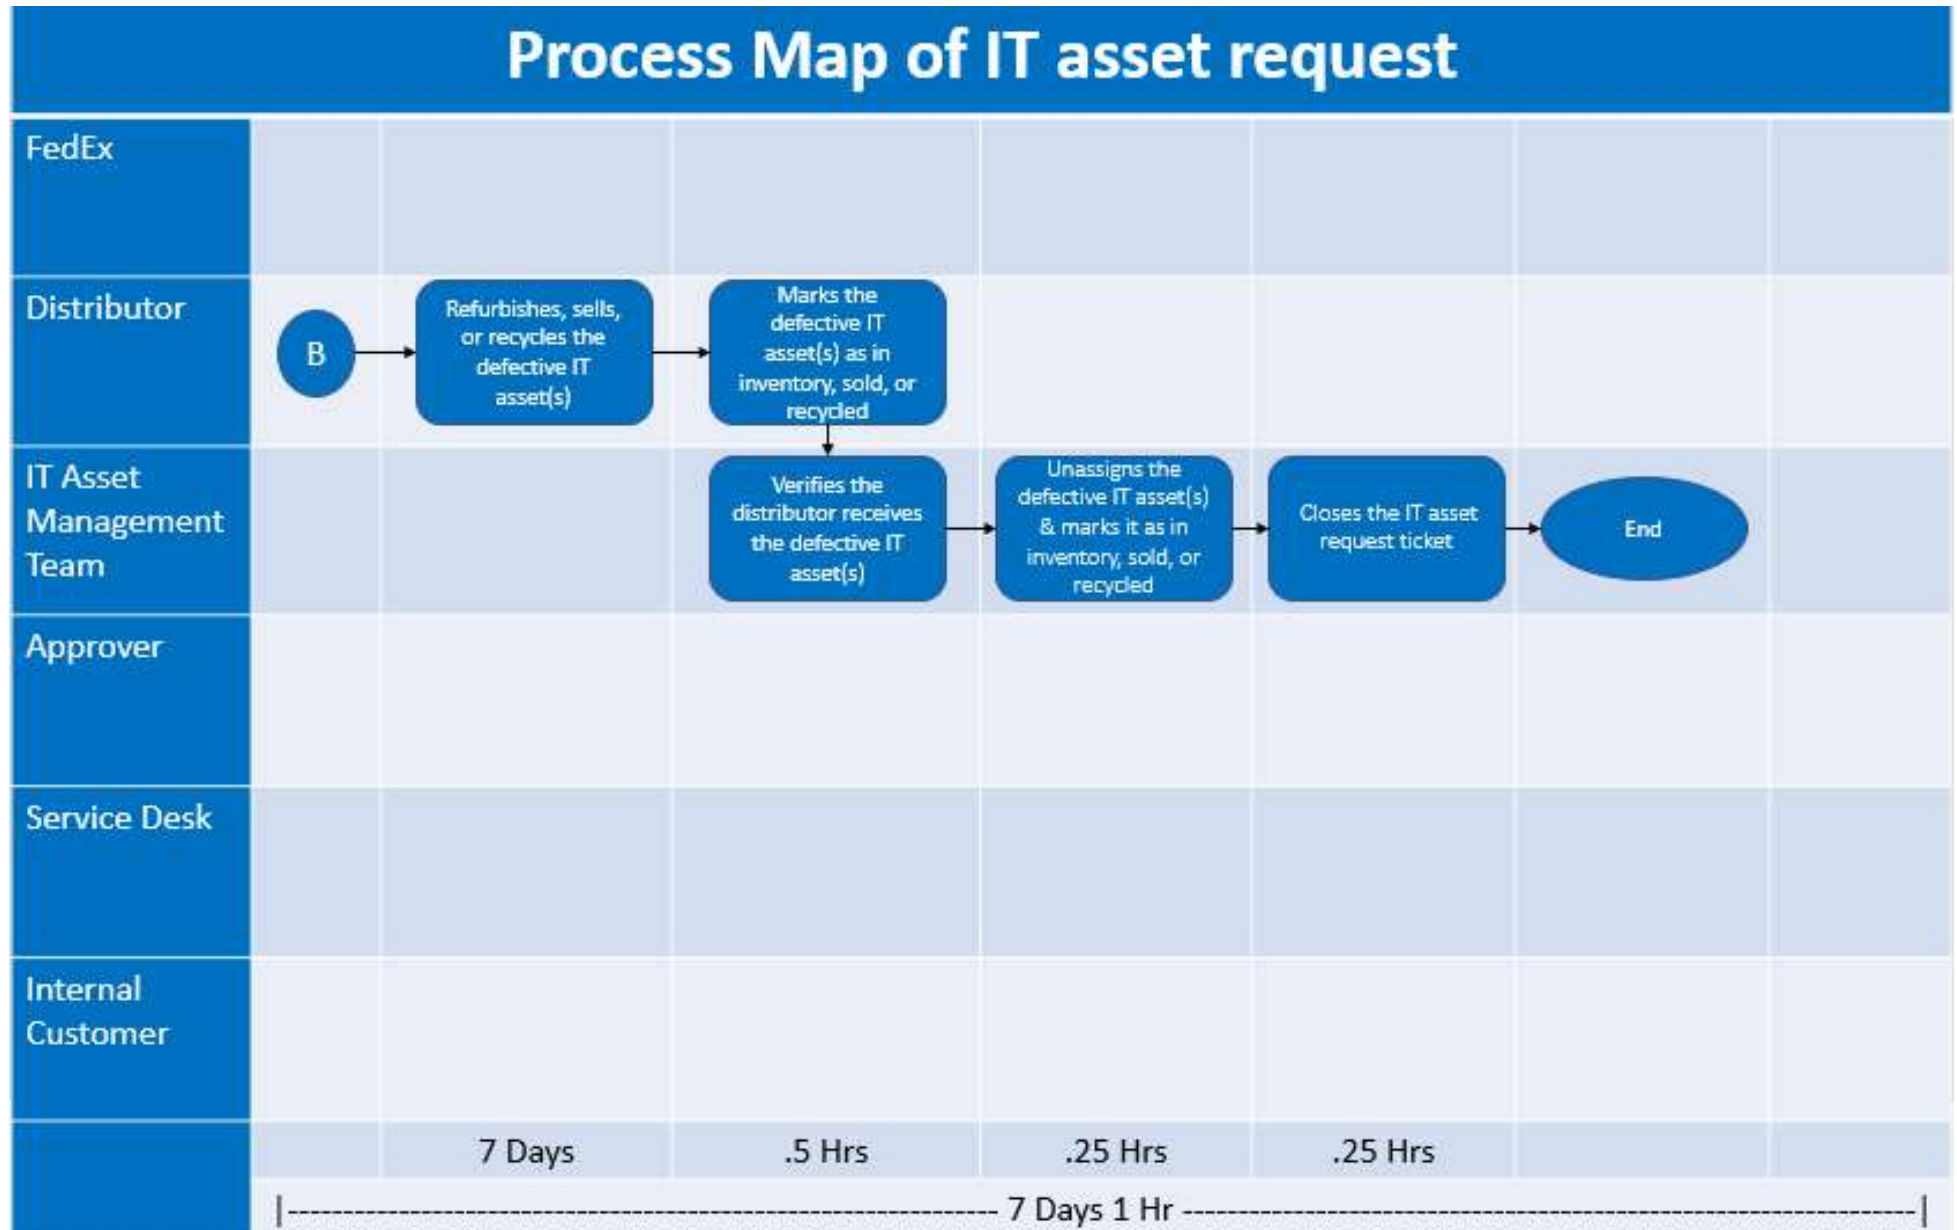 Process Map of IT asset request
FedEx
Distributor
B
Refurbishes, sells,
or recycles the
defective IT
asset(s)
Marks the
defective IT
asset(s) as in
inventory, sold, or
recycled
IT Asset
Management
Team
Verifies the
distributor receives
the defective IT
asset(s)
Unassigns the
defective IT asset(s)
& marks it as in
inventory, sold, or
recycled
Closes the IT asset
request ticket
End
Approver
Service Desk
Internal
Customer
7 Days
.5 Hrs
.25 Hrs
.25 Hrs
7 Days 1 Hr